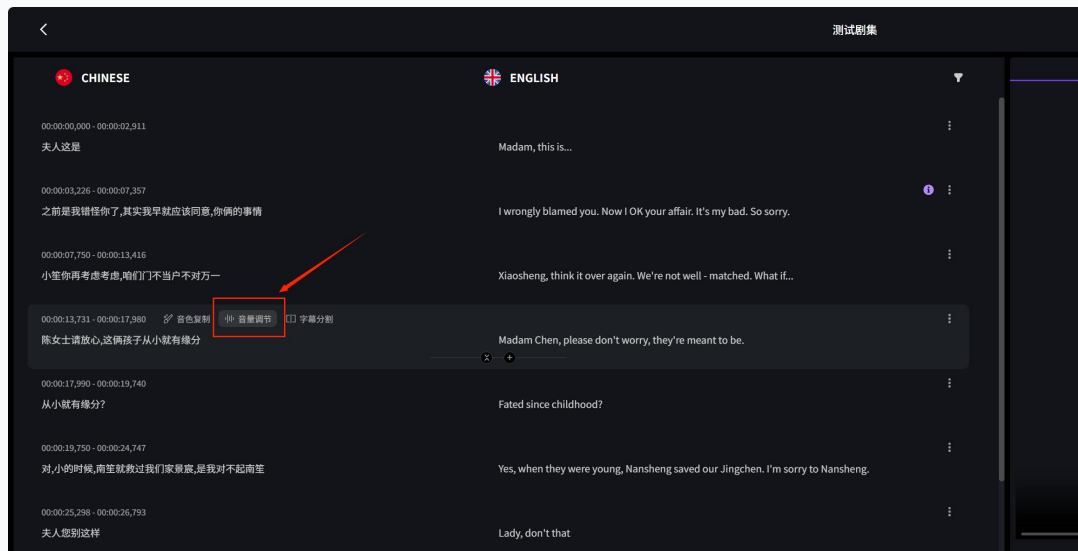 测试剧集
CHINESE
ENGLISH
00:00:00,000 - 00:00:02,911
夫人这是
Madam, this is...
00:00:03,226 - 00:00:07,357
之前是我错怪你了,其实我早就应该同意,你俩的事情
I wrongly blamed you. Now I OK your affair. It's my bad. So sorry.
00:00:07,750 - 00:00:13,416
小笙你再考虑考虑,咱们门不当户不对万一
Xiaosheng, think it over again. We're not well - matched. What if...
00:00:13,731 - 00:00:17,980 音色复制 音量调节 字幕分割
陈女士请放心,这俩孩子从小就有缘分
Madam Chen, please don't worry, they're meant to be.
00:00:17,990 - 00:00:19,740
从小就有缘分?
Fated since childhood?
00:00:19,750 - 00:00:24,747
对,小的时候,南笙就救过我们家景宸,是我对不起南笙
Yes, when they were young, Nansheng saved our Jingchen. I'm sorry to Nansheng.
00:00:25,298 - 00:00:26,793
夫人您别这样
Lady, don't that